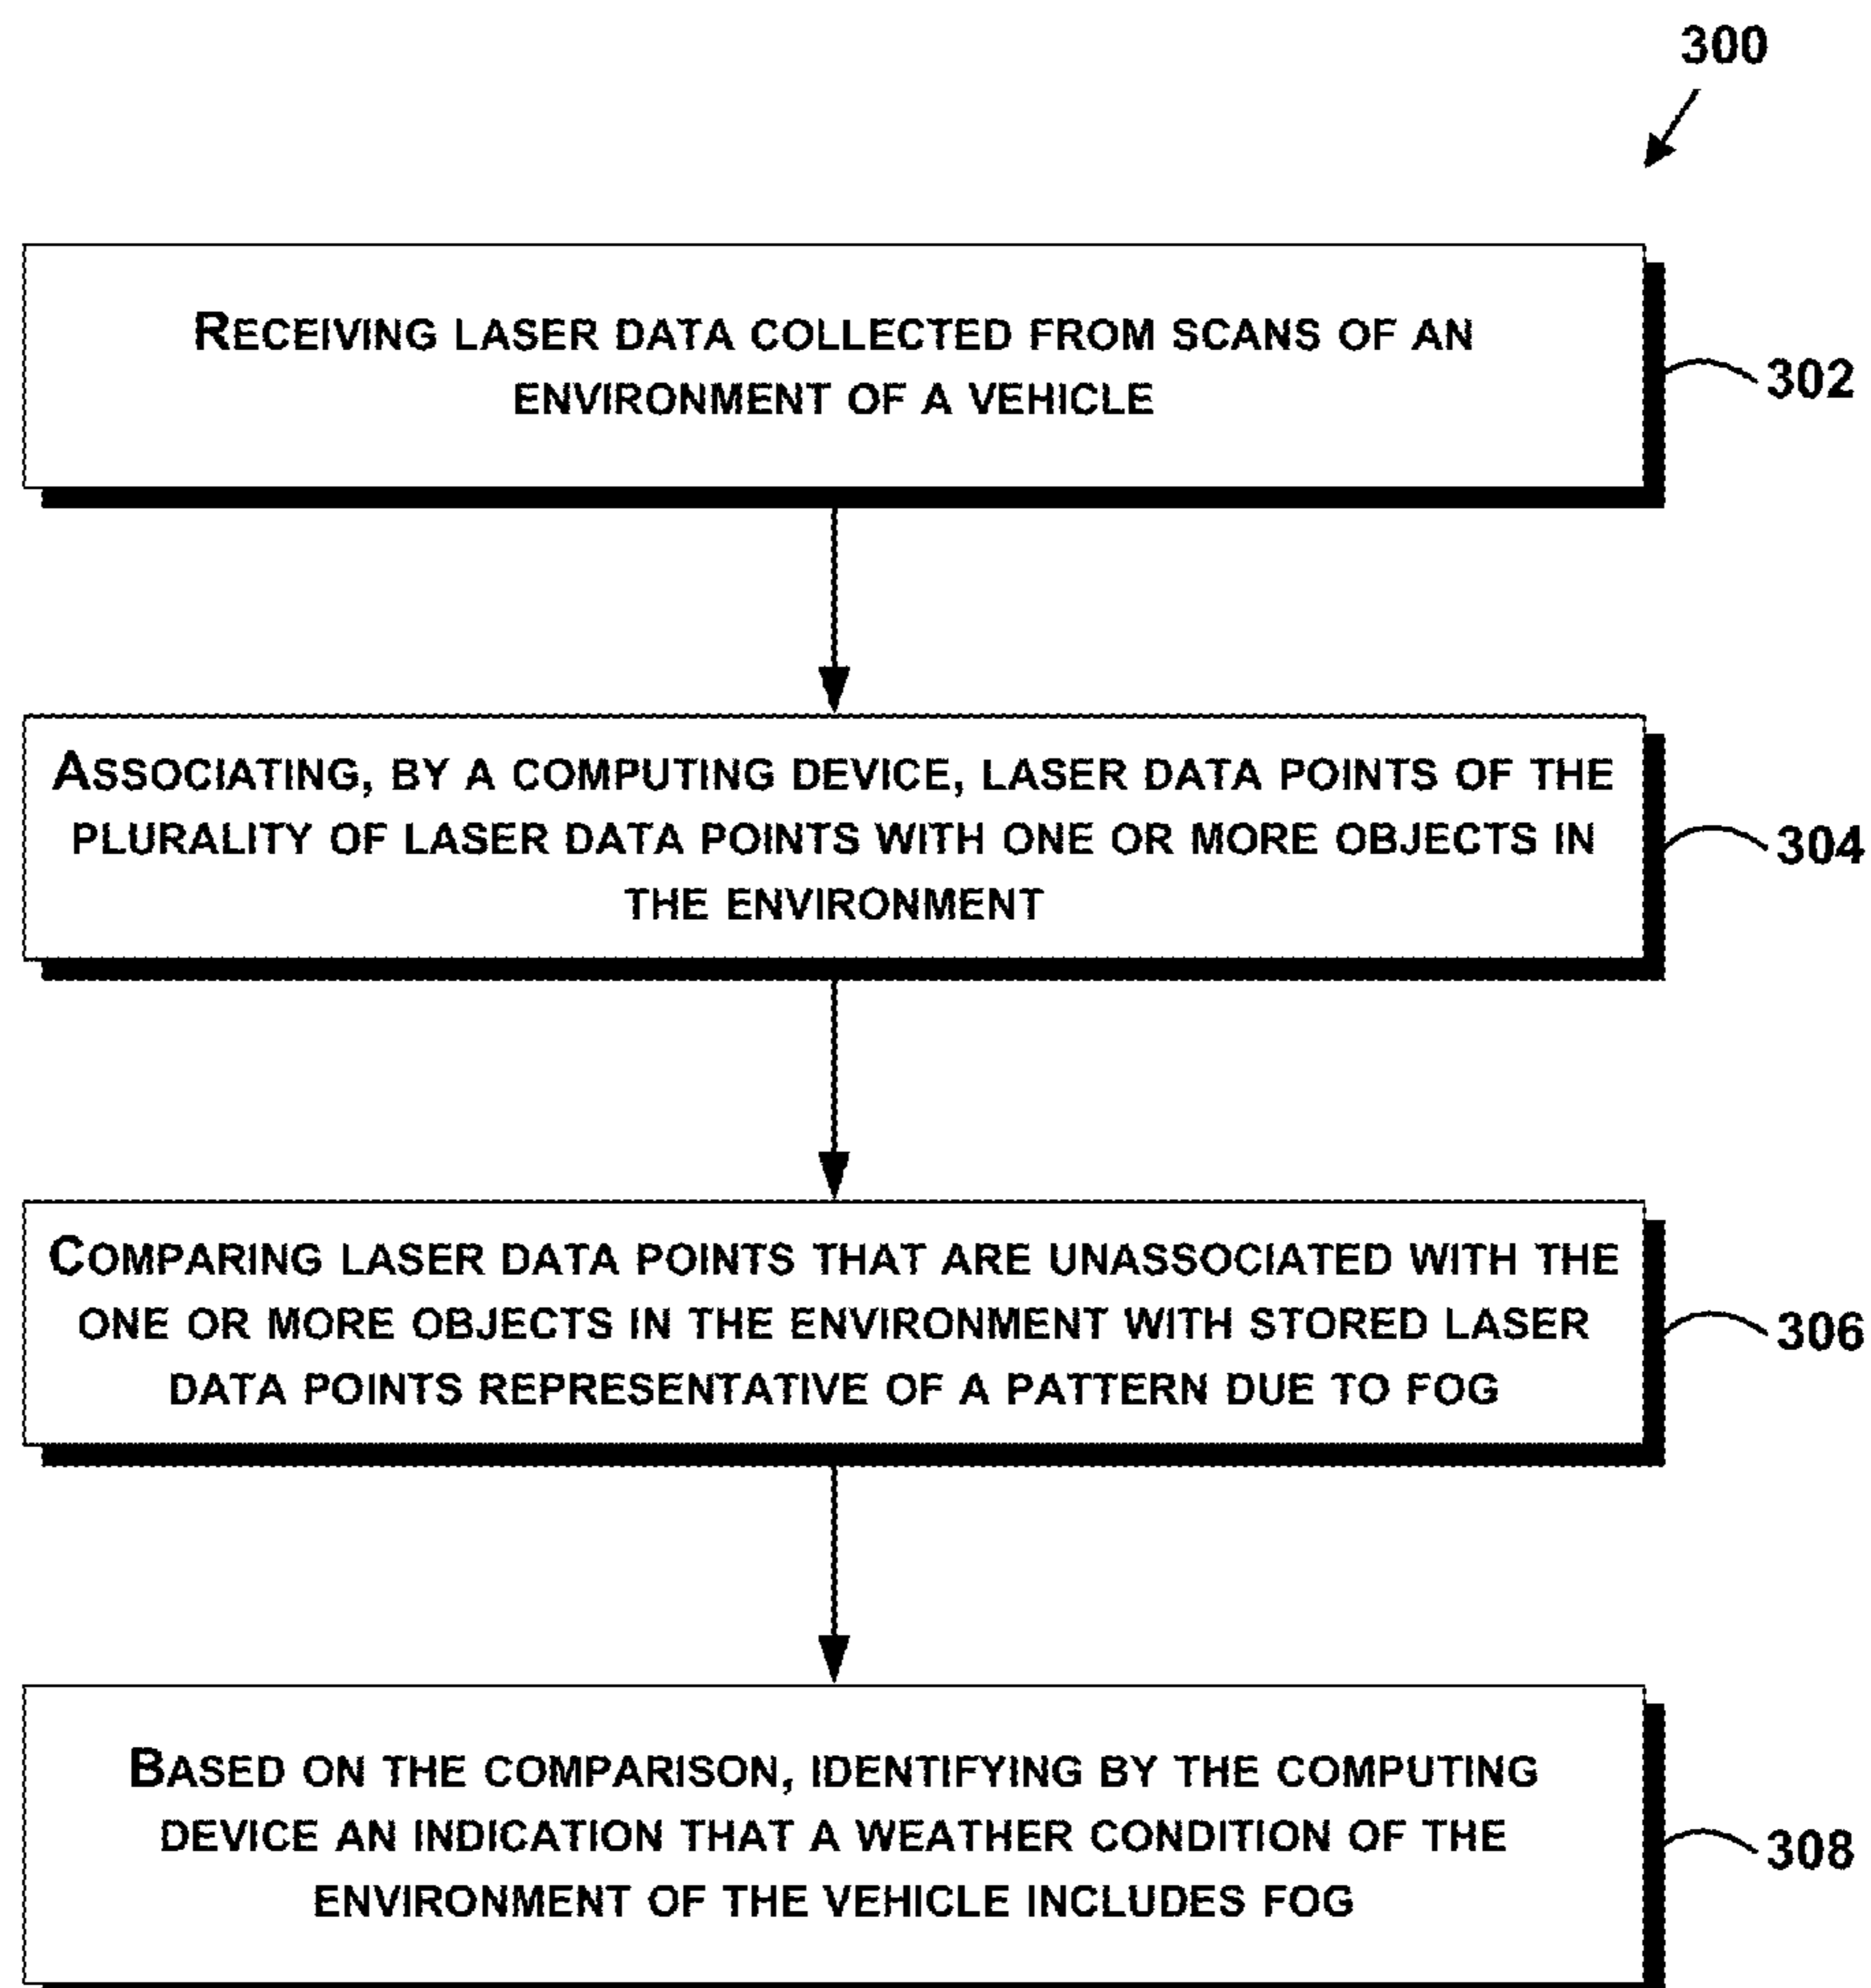 300
RECEIVING LASER DATA COLLECTED FROM SCANS OF AN
ENVIRONMENT OF A VEHICLE
302
ASSOCIATING, BY A COMPUTING DEVICE, LASER DATA POINTS OF THE
PLURALITY OF LASER DATA POINTS WITH ONE OR MORE OBJECTS IN
THE ENVIRONMENT
304
COMPARING LASER DATA POINTS THAT ARE UNASSOCIATED WITH THE
ONE OR MORE OBJECTS IN THE ENVIRONMENT WITH STORED LASER
DATA POINTS REPRESENTATIVE OF A PATTERN DUE TO FOG
306
BASED ON THE COMPARISON, IDENTIFYING BY THE COMPUTING
DEVICE AN INDICATION THAT A WEATHER CONDITION OF THE
ENVIRONMENT OF THE VEHICLE INCLUDES FOG
308